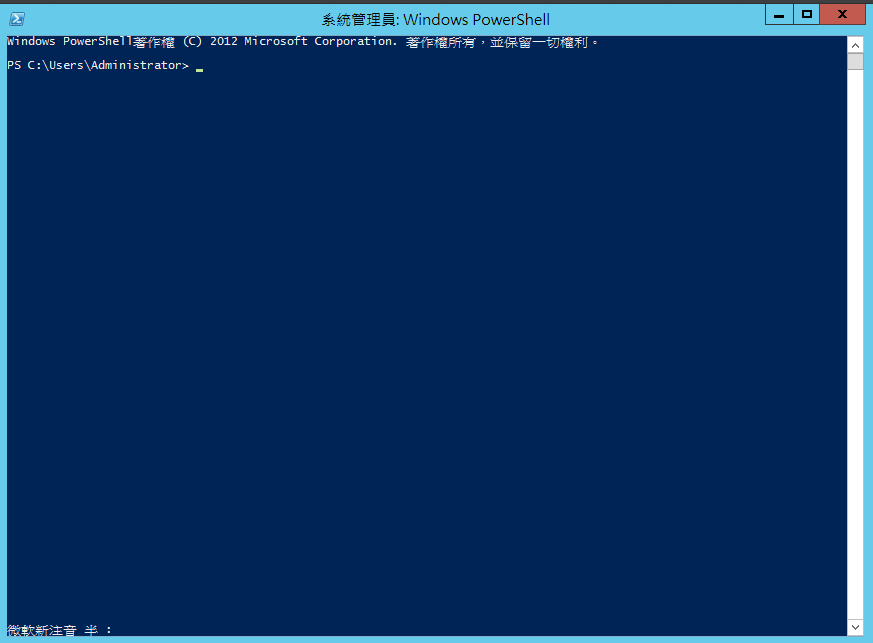 系統管理員: Windows PowerShell
Windows PowerShell著作權 (C) 2012 Microsoft Corporation. 著作權所有，並保留一切權利。
PS C:\Users\Administrator> _
微軟新注音 半 :